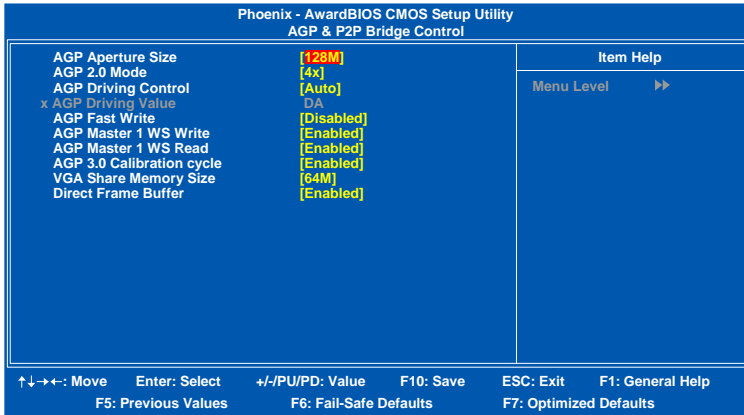 Phoenix - AwardBIOS CMOS Setup Utility
AGP & P2P Bridge Control
AGP Aperture Size [128M]
AGP 2.0 Mode [4x]
AGP Driving Control [Auto]
x AGP Driving Value DA
AGP Fast Write [Disabled]
AGP Master 1 WS Write [Enabled]
AGP Master 1 WS Read [Enabled]
AGP 3.0 Calibration cycle [Enabled]
VGA Share Memory Size [64M]
Direct Frame Buffer [Enabled]
Item Help
Menu Level ▶▶
↑↓→←: Move Enter: Select +/-/PU/PD: Value F10: Save ESC: Exit F1: General Help
F5: Previous Values F6: Fail-Safe Defaults F7: Optimized Defaults